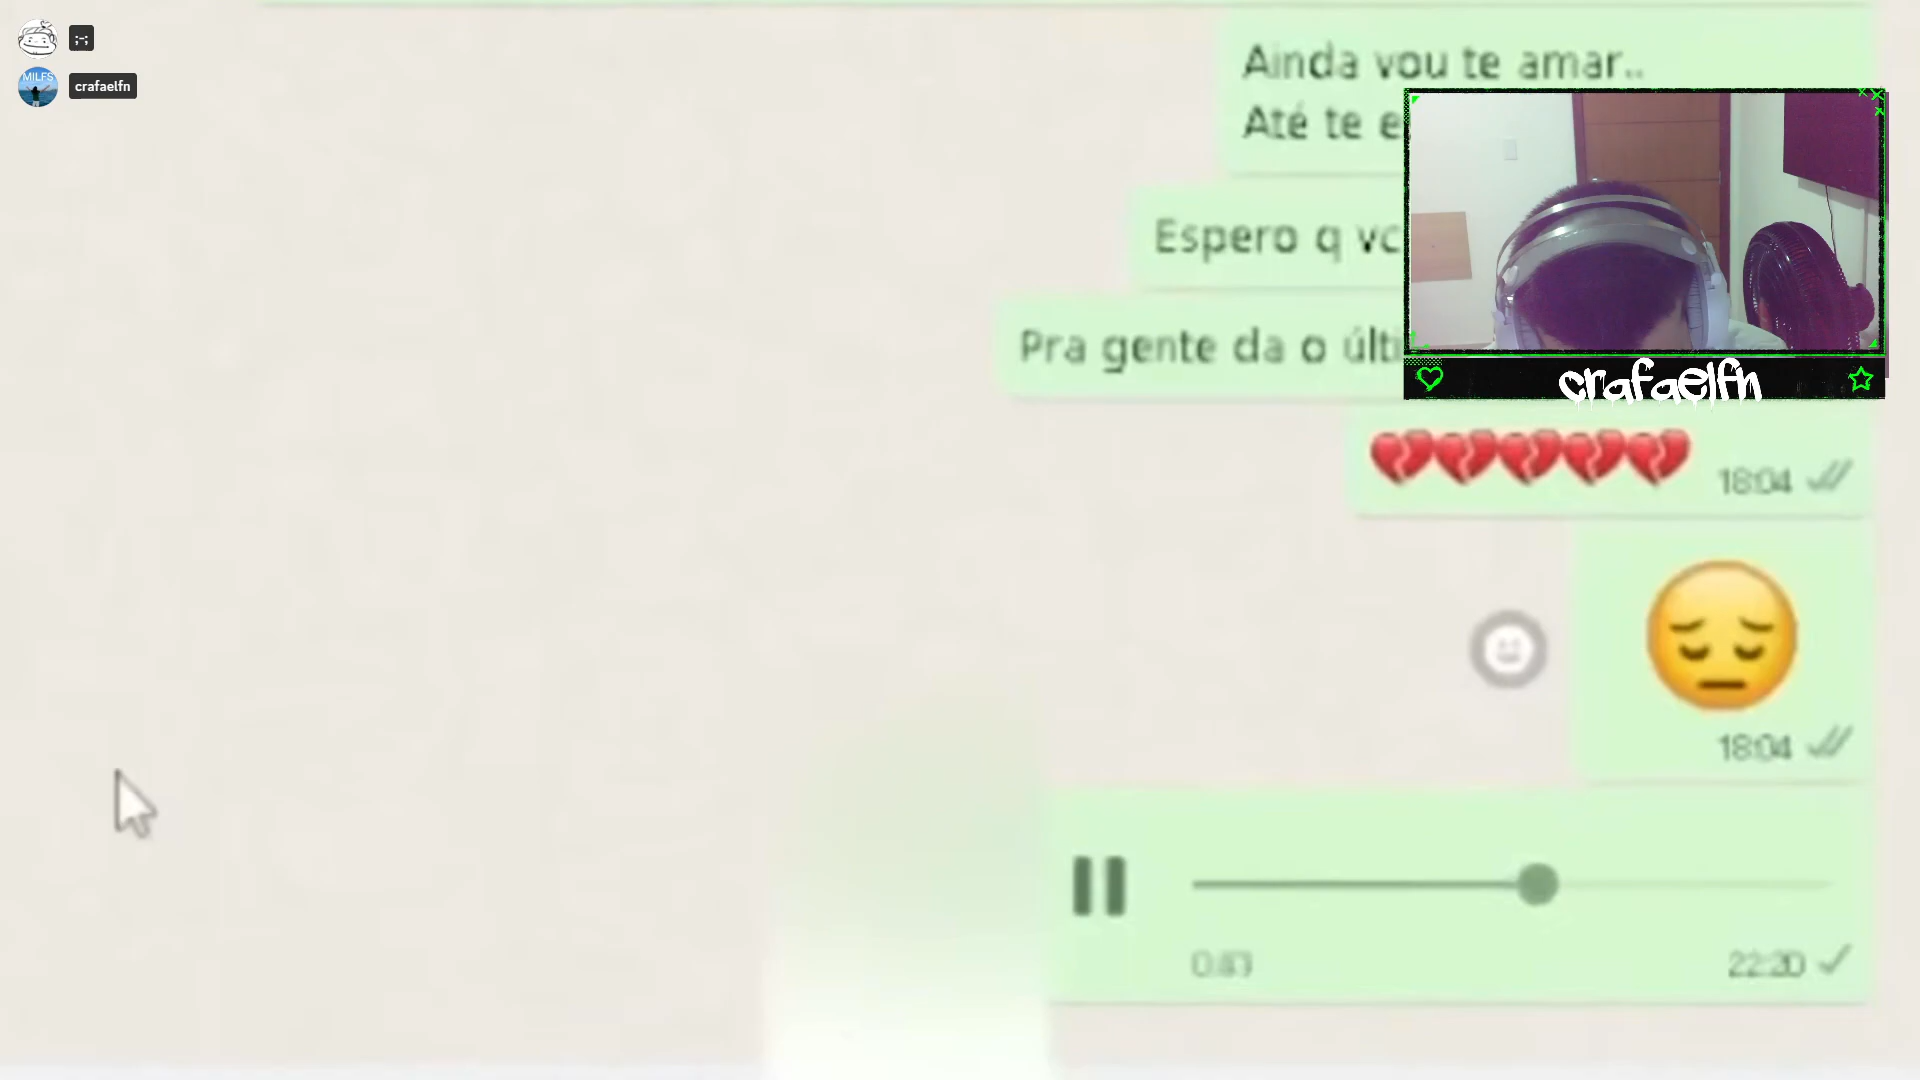 ;-;
MILFS
crafaelfn
Ainda vou te amar..
Até te e
Espero q vc
Pra gente da o últi
crafaelfn
18:04
18:04
22:20